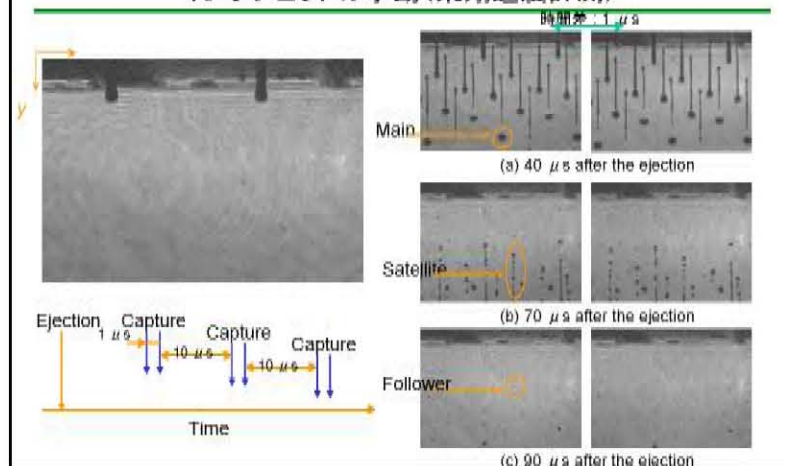 時間差：1 μs
y
Main
(a) 40 μs after the ejection
Satellite
(b) 70 μs after the ejection
Ejection
Capture
1 μs
Capture
10 μs
Capture
10 μs
Follower
Time
(c) 90 μs after the ejection